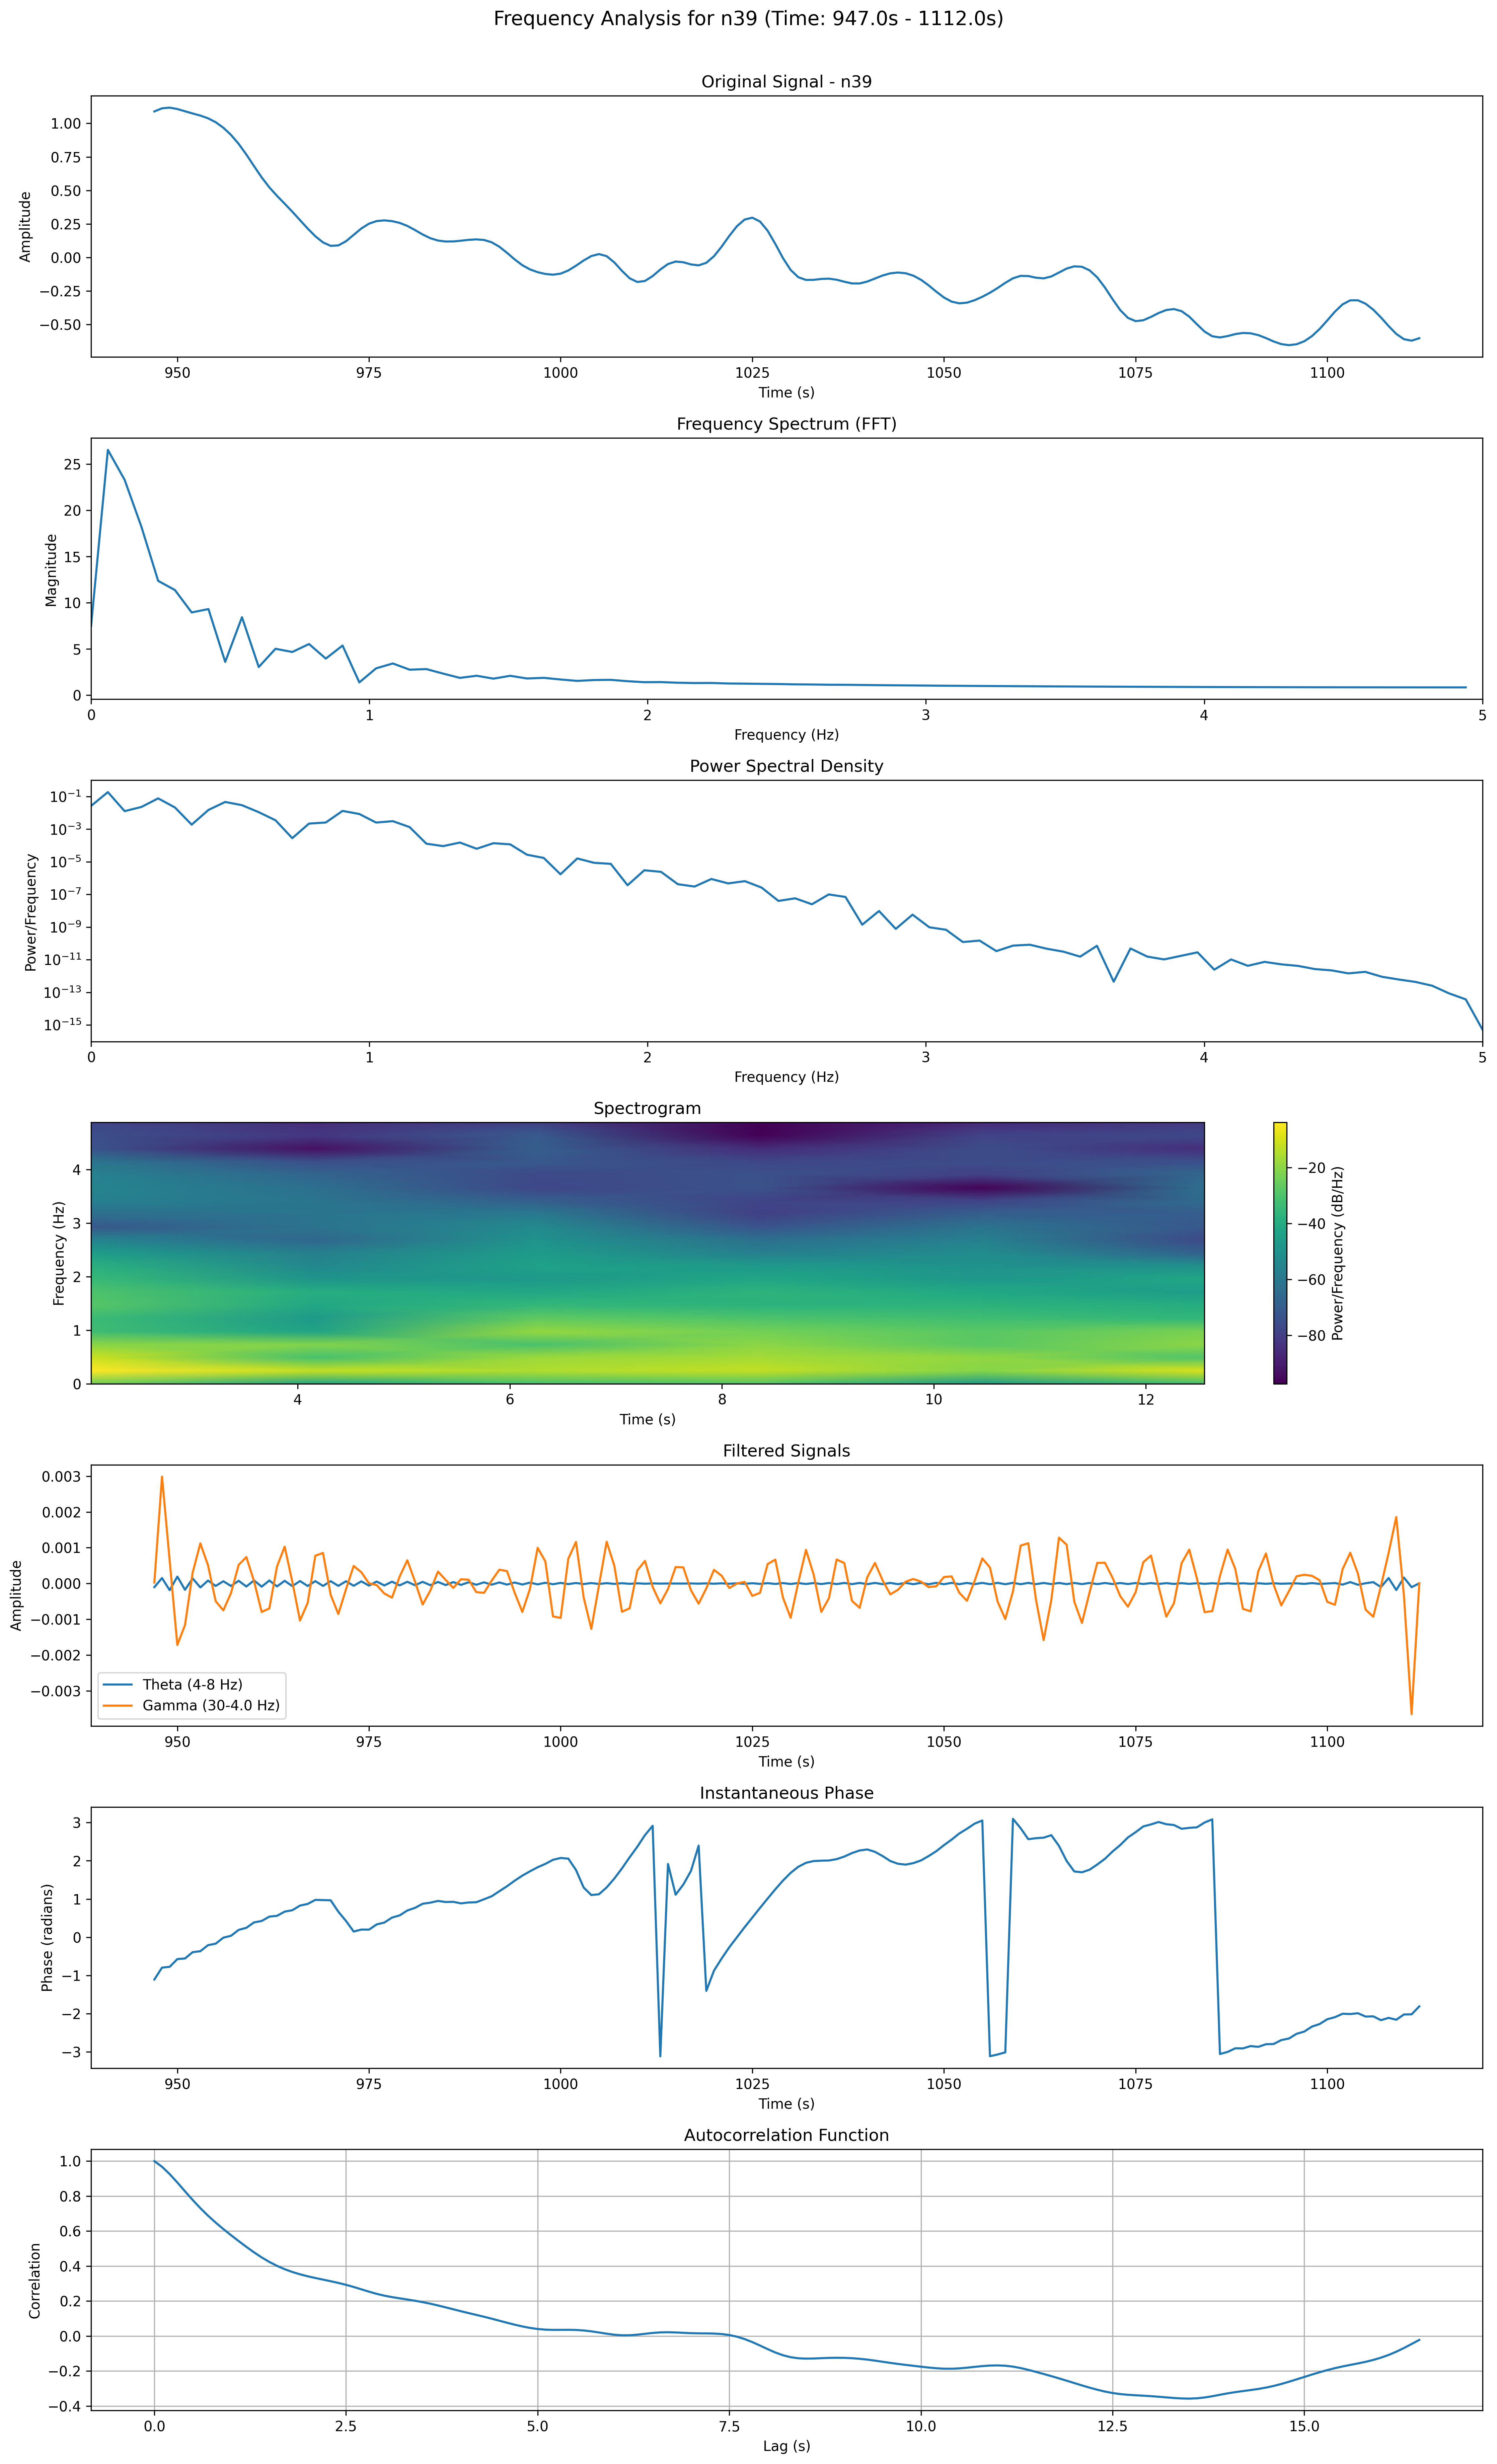 Frequency Analysis for n39 (Time: 947.0s - 1112.0s)
Original Signal - n39
Amplitude
1.00
0.75
0.50
0.25
0.00
−0.25
−0.50
950 975 1000 1025 1050 1075 1100
Time (s)
Frequency Spectrum (FFT)
Magnitude
25
20
15
10
5
0
0 1 2 3 4 5
Frequency (Hz)
Power Spectral Density
Power/Frequency
10⁻¹
10⁻³
10⁻⁵
10⁻⁷
10⁻⁹
10⁻¹¹
10⁻¹³
10⁻¹⁵
0 1 2 3 4 5
Frequency (Hz)
Spectrogram
Frequency (Hz)
4
3
2
1
0
4 6 8 10 12
Time (s)
−20
−40
−60
−80
Power/Frequency (dB/Hz)
Filtered Signals
Amplitude
0.003
0.002
0.001
0.000
−0.001
−0.002
−0.003
Theta (4-8 Hz)
Gamma (30-4.0 Hz)
950 975 1000 1025 1050 1075 1100
Time (s)
Instantaneous Phase
Phase (radians)
3
2
1
0
−1
−2
−3
950 975 1000 1025 1050 1075 1100
Time (s)
Autocorrelation Function
Correlation
1.0
0.8
0.6
0.4
0.2
0.0
−0.2
−0.4
0.0 2.5 5.0 7.5 10.0 12.5 15.0
Lag (s)